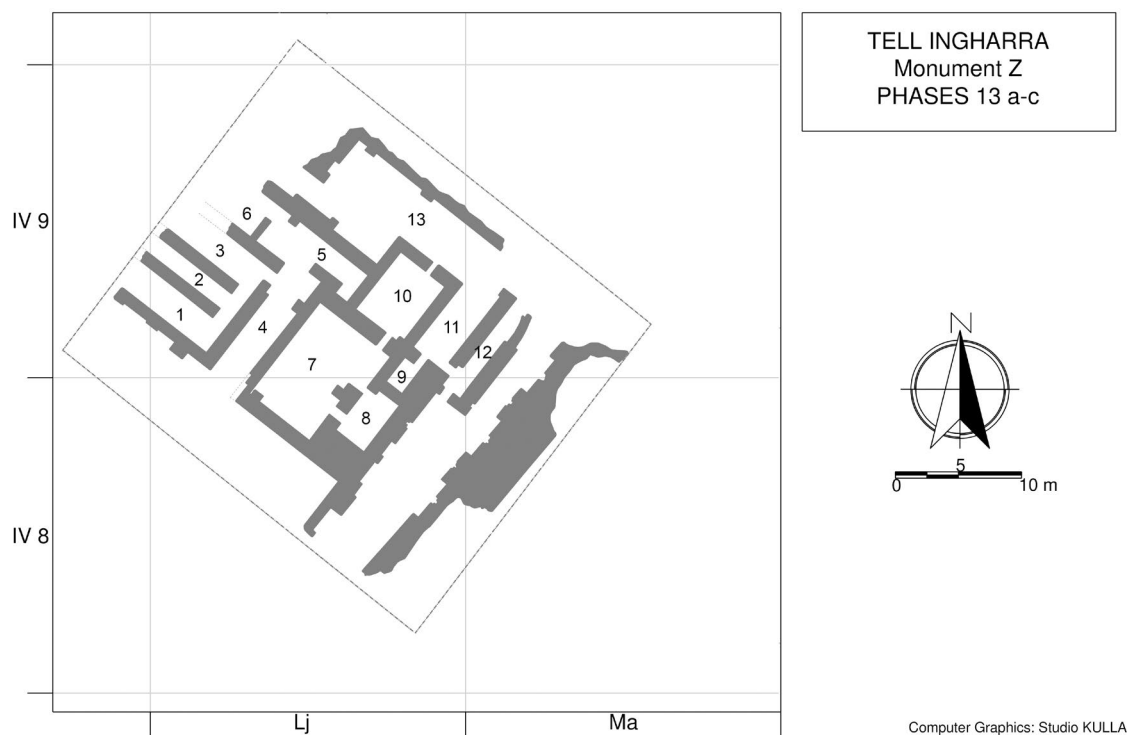 TELL INGHARRA
Monument Z
PHASES 13 a-c
6
IV 9
13
3
5
2
10
1
4
11
12
7
9
8
N
5
0
10 m
IV 8
Lj
Ma
Computer Graphics: Studio KULLA